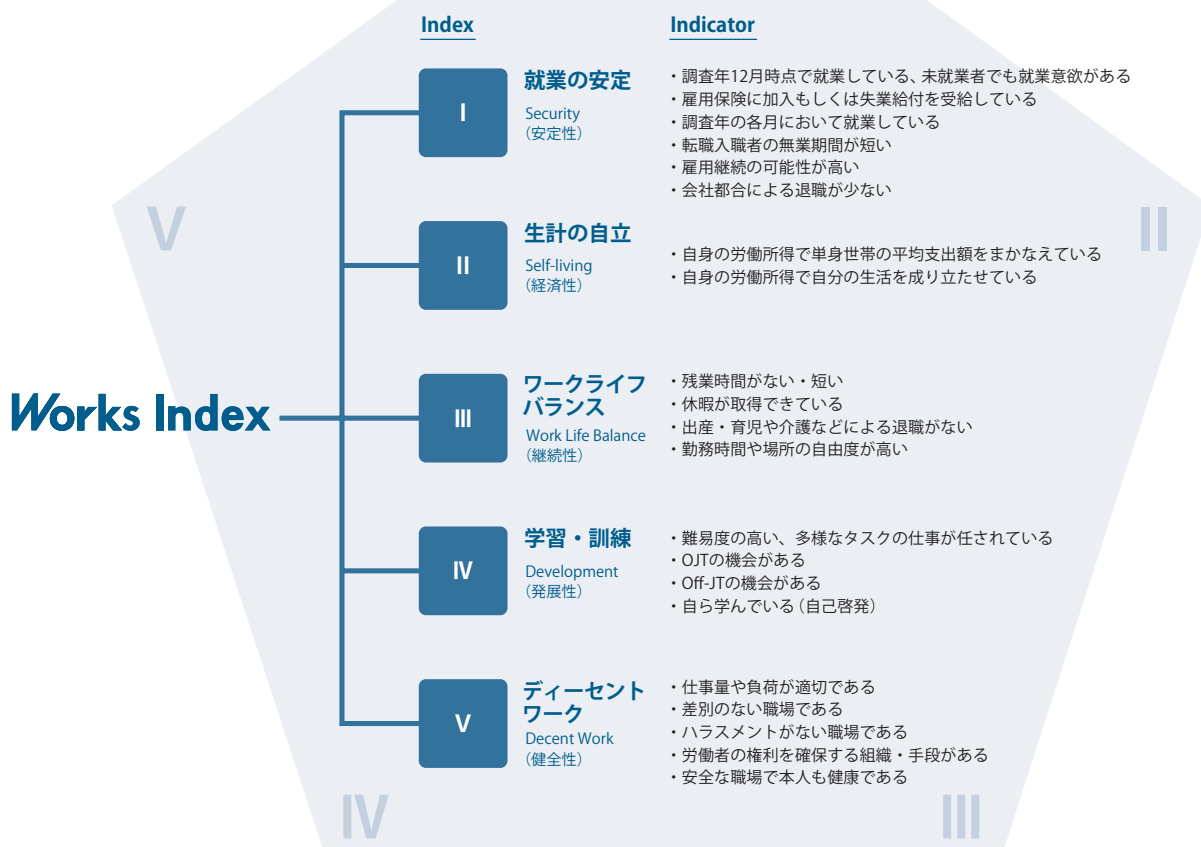 Index
Indicator
I
就業の安定
Security
（安定性）
・調査年12月時点で就業している、未就業者でも就業意欲がある
・雇用保険に加入もしくは失業給付を受給している
・調査年の各月において就業している
・転職入職者の無業期間が短い
・雇用継続の可能性が高い
・会社都合による退職が少ない
V
II
II
生計の自立
Self-living
（経済性）
・自身の労働所得で単身世帯の平均支出額をまかなえている
・自身の労働所得で自分の生活を成り立たせている
Works Index
III
ワークライフ
バランス
Work Life Balance
（継続性）
・残業時間がない・短い
・休暇が取得できている
・出産・育児や介護などによる退職がない
・勤務時間や場所の自由度が高い
IV
学習・訓練
Development
（発展性）
・難易度の高い、多様なタスクの仕事が任されている
・OJTの機会がある
・Off-JTの機会がある
・自ら学んでいる（自己啓発）
V
ディーセント
ワーク
Decent Work
（健全性）
・仕事量や負荷が適切である
・差別のない職場である
・ハラスメントがない職場である
・労働者の権利を確保する組織・手段がある
・安全な職場で本人も健康である
IV
III